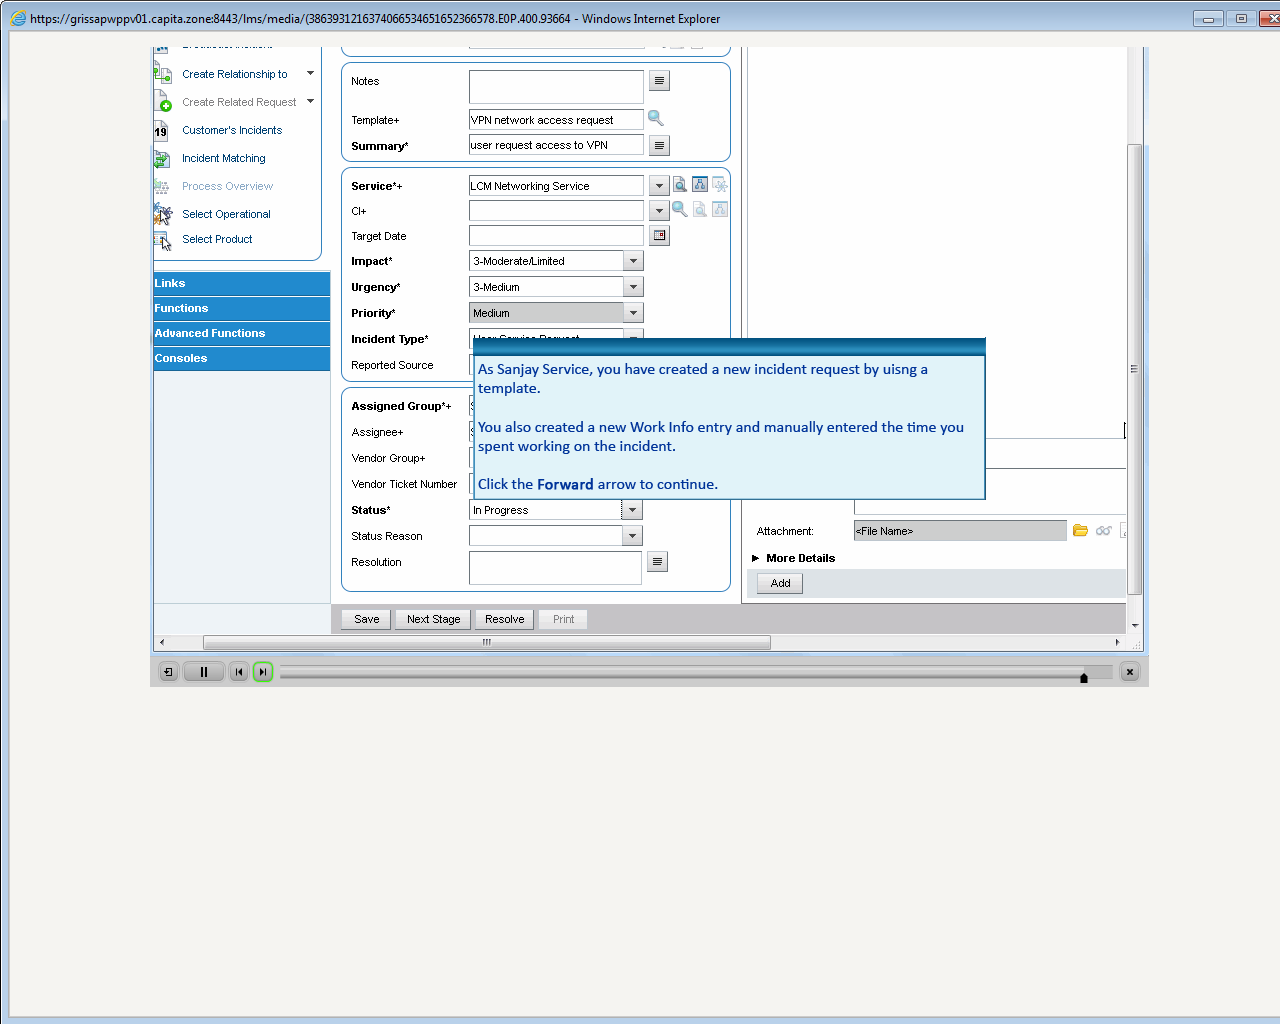 https://grissapwppv01.capita.zone:8443/lms/media/(3863931216374066534651652366578.E0P.400.93664 - Windows Internet Explorer
Create Relationship to
Create Related Request
Customer's Incidents
Incident Matching
Process Overview
Select Operational
Select Product
Links
Functions
Advanced Functions
Consoles
Notes
Template+
VPN network access request
Summary*
user request access to VPN
Service*+
LCM Networking Service
CI+
Target Date
Impact*
3-Moderate/Limited
Urgency*
3-Medium
Priority*
Medium
Incident Type*
Reported Source
Assigned Group*+
Assignee+
Vendor Group+
Vendor Ticket Number
Status*
In Progress
Status Reason
Resolution
As Sanjay Service, you have created a new incident request by uisng a
template.
You also created a new Work Info entry and manually entered the time you
spent working on the incident.
Click the Forward arrow to continue.
Attachment:
<File Name>
More Details
Add
Save
Next Stage
Resolve
Print